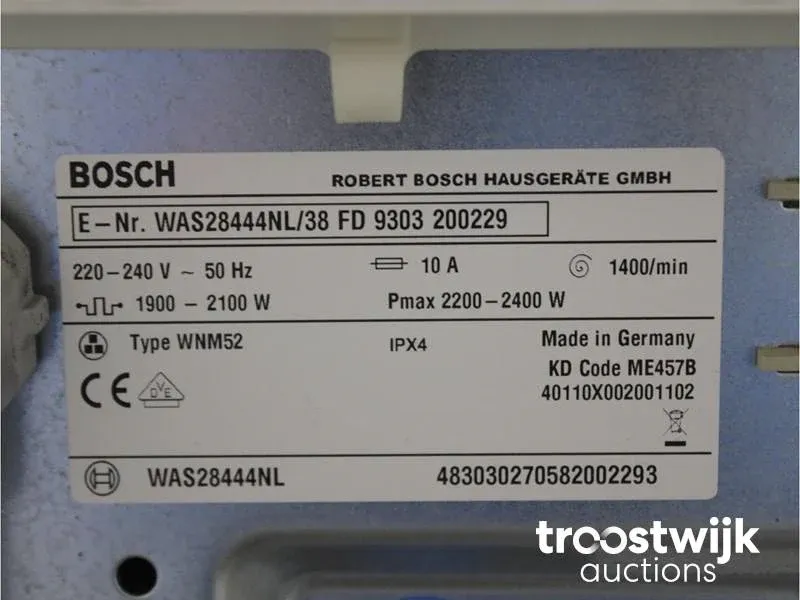 BOSCH ROBERT BOSCH HAUSGERÄTE GMBH
E-Nr. WAS28444NL/38 FD 9303 200229
220-240 V ~ 50 Hz 10 A 1400/min
1900 - 2100 W Pmax 2200-2400 W
Type WNM52 IPX4 Made in Germany
KD Code ME457B
CE DVE 40110X002001102
WAS28444NL 483030270582002293
troostwijk
auctions